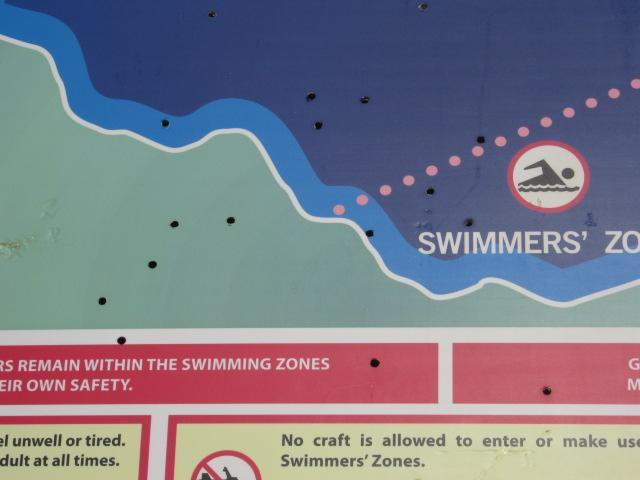 SWIMMERS' ZO
RS REMAIN WITHIN THE SWIMMING ZONES
EIR OWN SAFETY.
G
M
el unwell or tired.
dult at all times.
No craft is allowed to enter or make use
Swimmers' Zones.